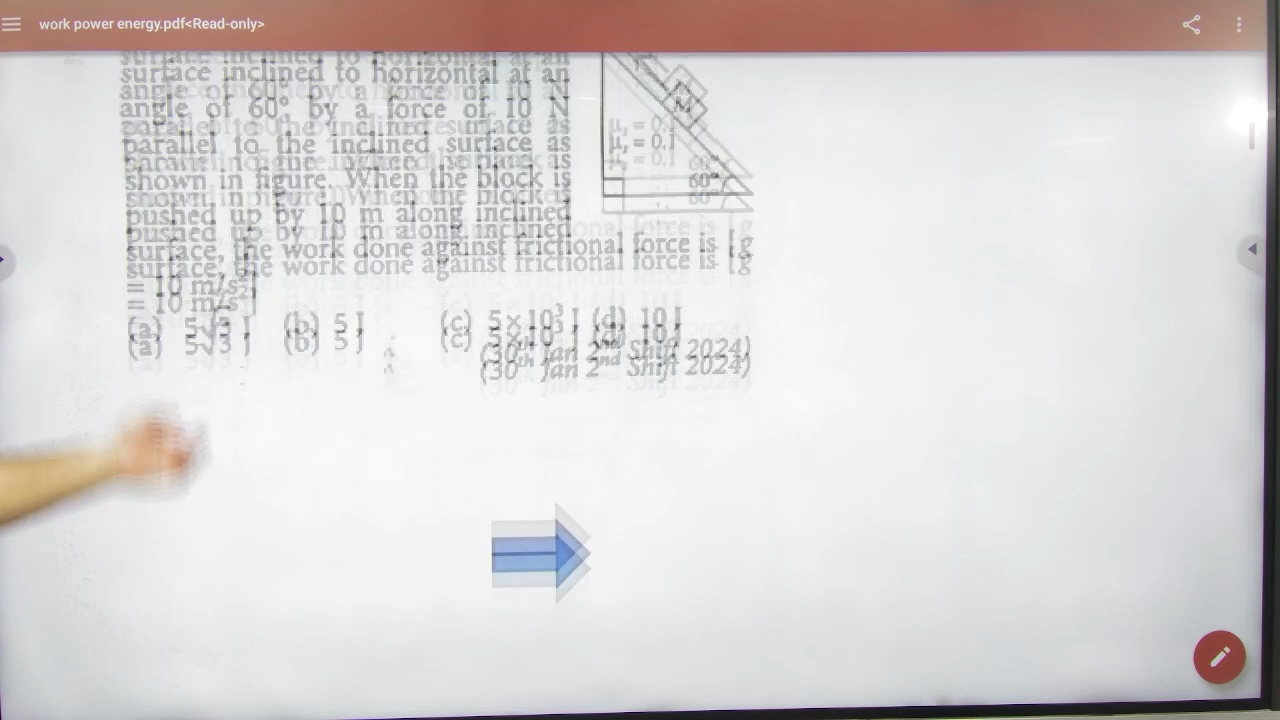 work power energy.pdf<Read-only>
surface inclined to horizontal at an
angle of 60° by a force of 10 N
parallel to the inclined surface as
shown in figure. When the block is
pushed up by 10 m along inclined
surface, the work done against frictional force is [g
= 10 m/s²]
M
μs = 0.1
60°
(a) 5√3 J (b) 5 J (c) 5×10³ J (d) 10 J
(30th Jan 2nd Shift 2024)